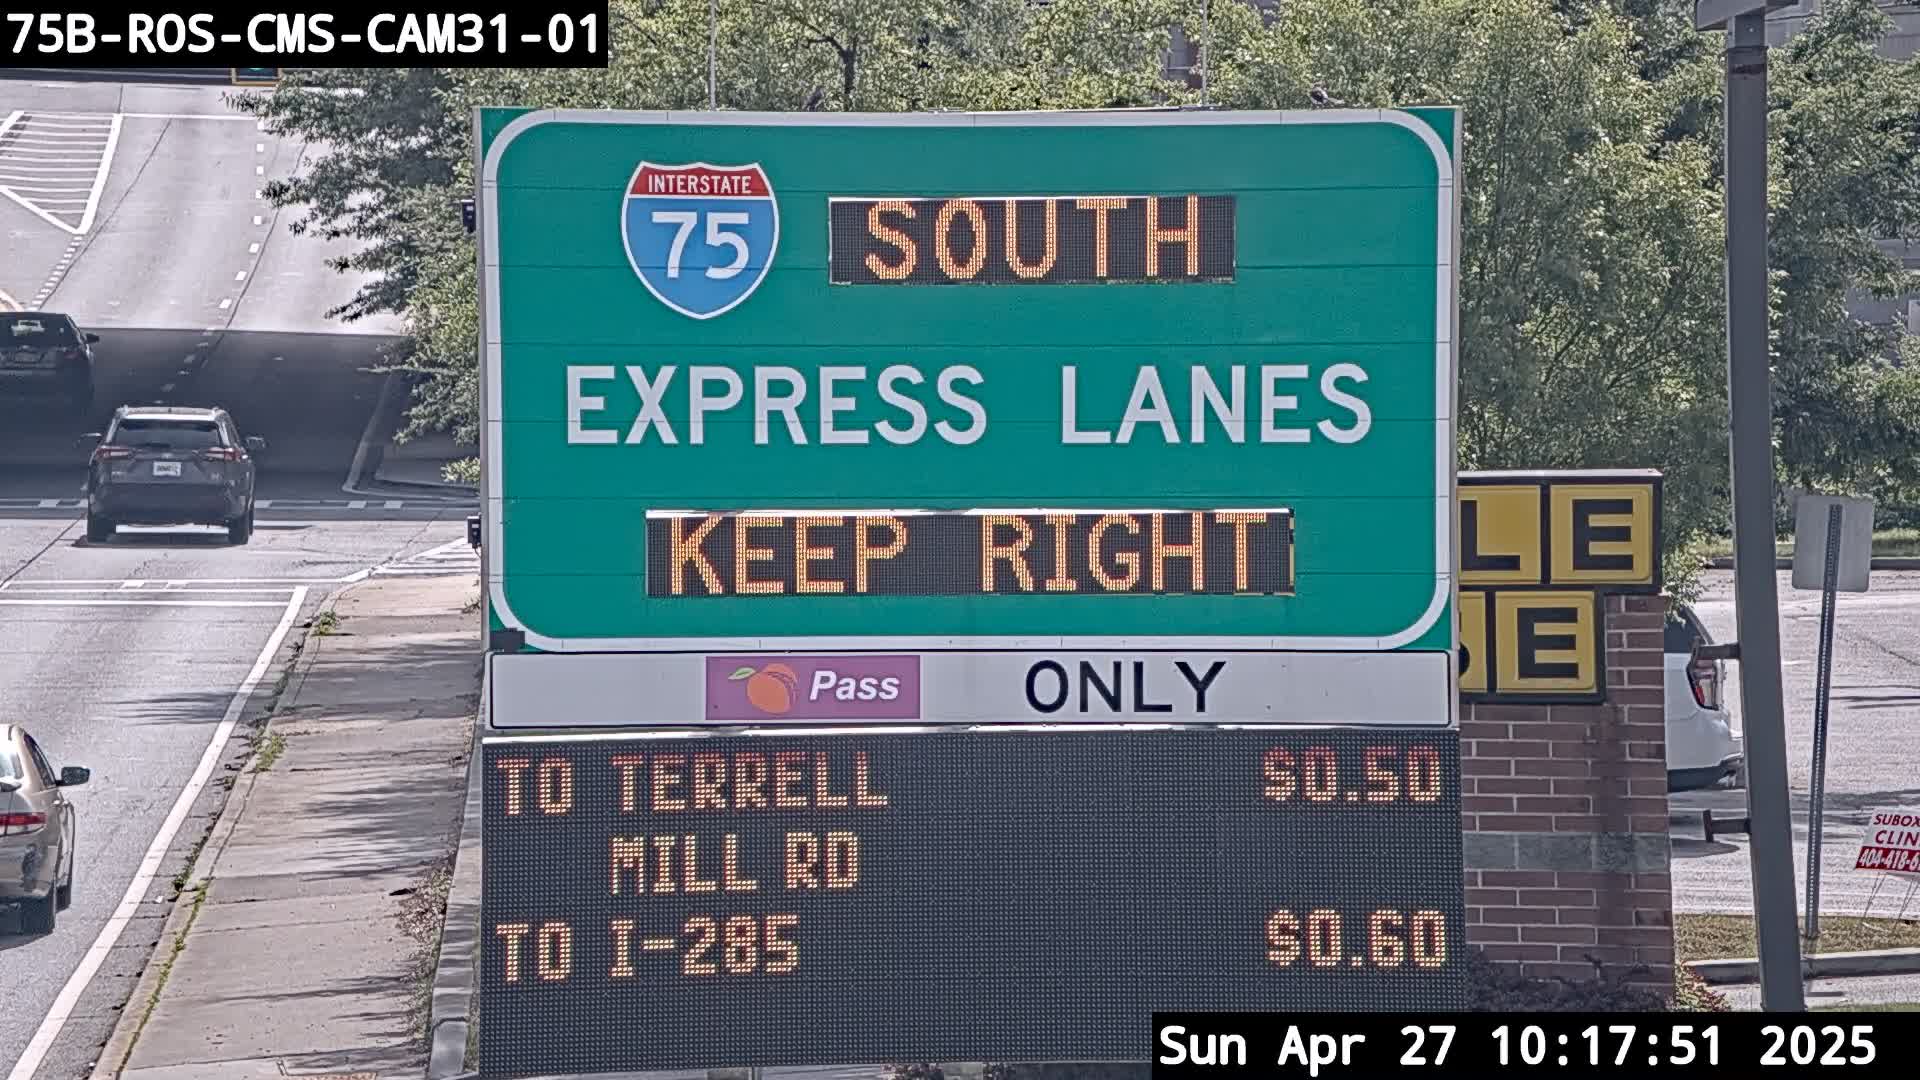 75B-ROS-CMS-CAM31-01
INTERSTATE
75
SOUTH
EXPRESS LANES
KEEP RIGHT
Pass ONLY
TO TERRELL $0.50
MILL RD
TO I-285 $0.60
LE
E
Sun Apr 27 10:17:51 2025